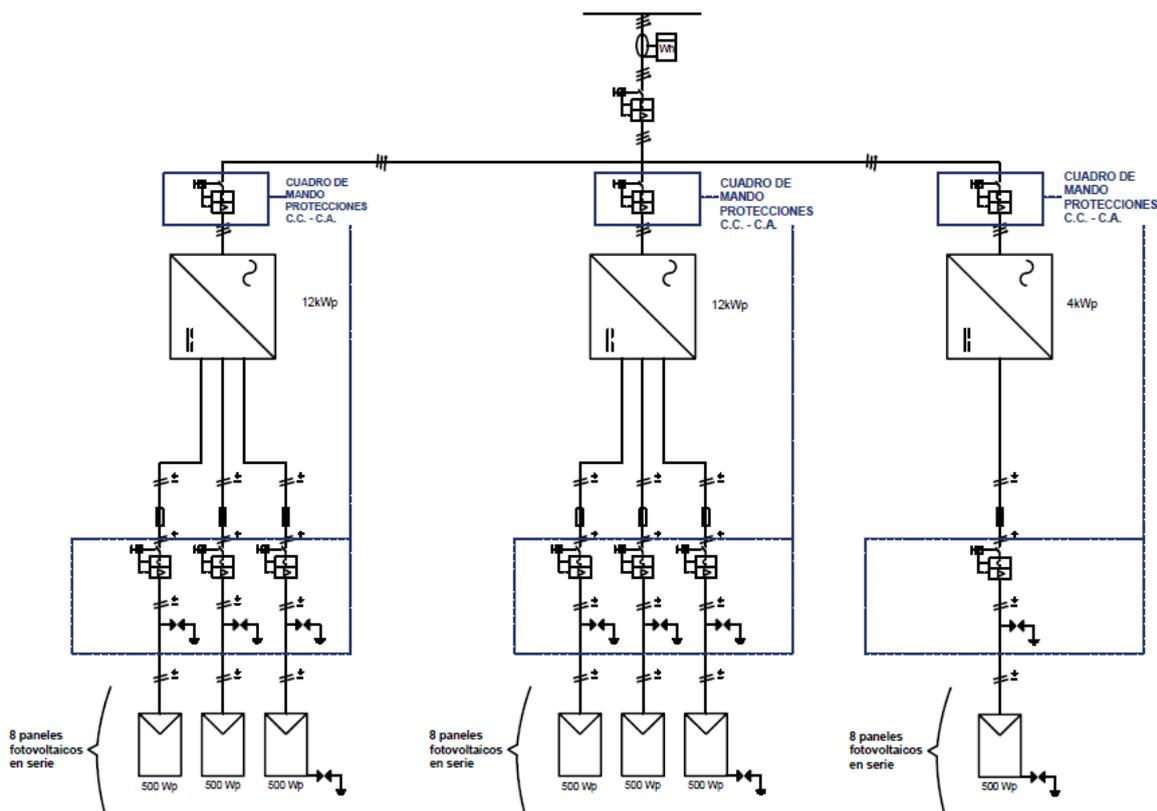 Wh
CUADRO DE
MANDO
PROTECCIONES
C.C. - C.A.
CUADRO DE
MANDO
PROTECCIONES
C.C. - C.A.
CUADRO DE
MANDO
PROTECCIONES
C.C. - C.A.
12kWp
12kWp
4kWp
8 paneles
fotovoltaicos
en serie
500 Wp
500 Wp
500 Wp
8 paneles
fotovoltaicos
en serie
500 Wp
500 Wp
500 Wp
8 paneles
fotovoltaicos
en serie
500 Wp